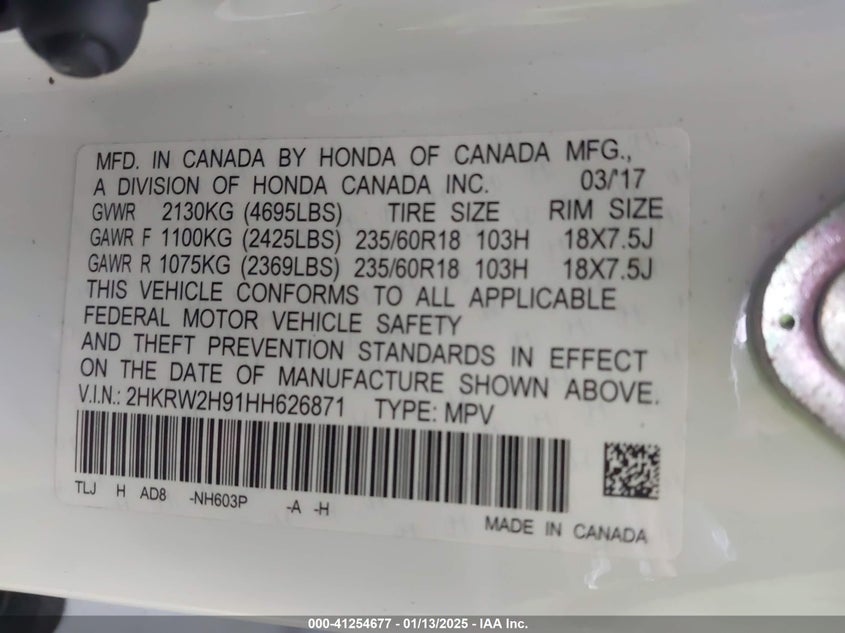 MFD. IN CANADA BY HONDA OF CANADA MFG.,
A DIVISION OF HONDA CANADA INC. 03/'17
GVWR 2130KG (4695LBS) TIRE SIZE RIM SIZE
GAWR F 1100KG (2425LBS) 235/60R18 103H 18X7.5J
GAWR R 1075KG (2369LBS) 235/60R18 103H 18X7.5J
THIS VEHICLE CONFORMS TO ALL APPLICABLE
FEDERAL MOTOR VEHICLE SAFETY
AND THEFT PREVENTION STANDARDS IN EFFECT
ON THE DATE OF MANUFACTURE SHOWN ABOVE.
V.I.N.: 2HKRW2H91HH626871 TYPE: MPV
TLJ H AD8 -NH603P -A -H
MADE IN CANADA
000-41254677 - 01/13/2025 - IAA Inc.